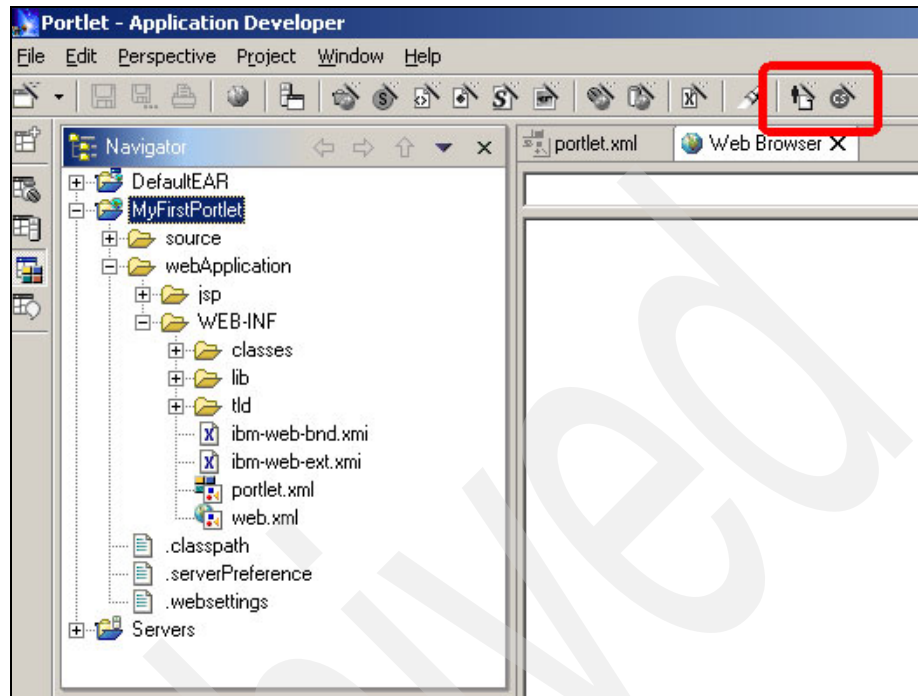 Portlet - Application Developer
File Edit Perspective Project Window Help
Navigator
portlet.xml
Web Browser
DefaultEAR
MyFirstPortlet
source
webApplication
jsp
WEB-INF
classes
lib
tld
ibm-web-bnd.xmi
ibm-web-ext.xmi
portlet.xml
web.xml
.classpath
.serverPreference
.websettings
Servers